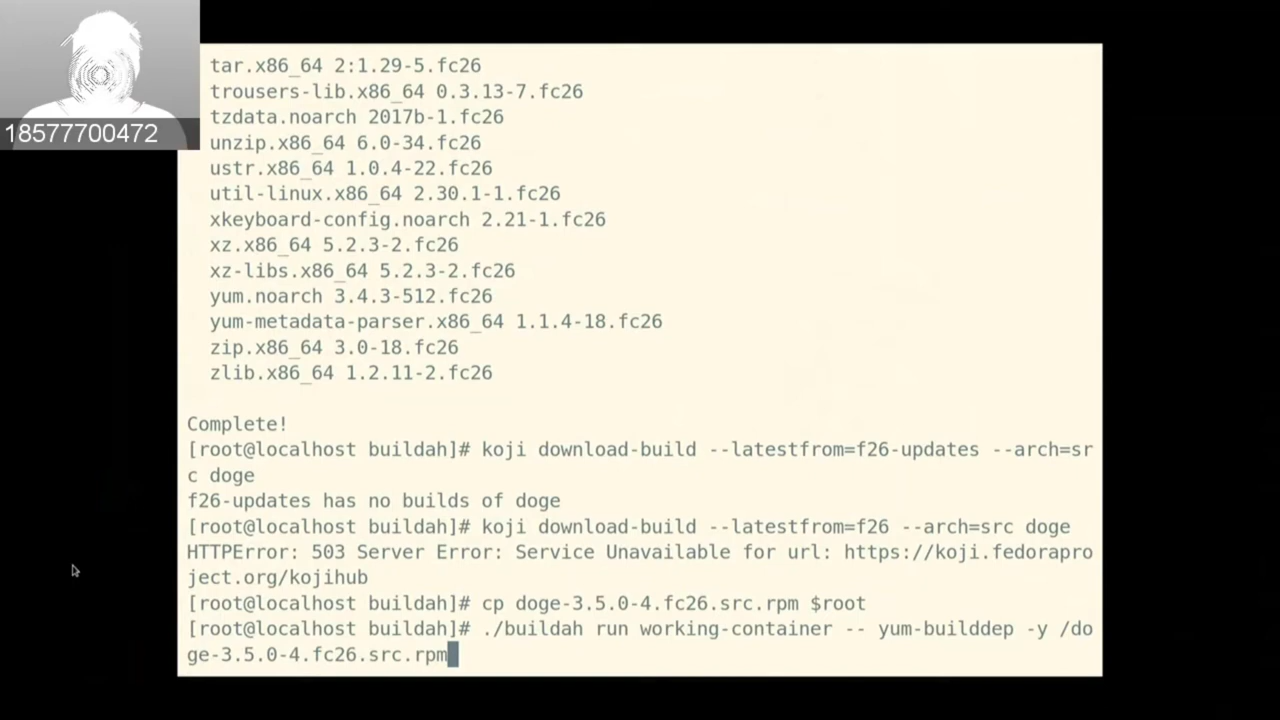 18577700472
tar.x86_64 2:1.29-5.fc26
trousers-lib.x86_64 0.3.13-7.fc26
tzdata.noarch 2017b-1.fc26
unzip.x86_64 6.0-34.fc26
ustr.x86_64 1.0.4-22.fc26
util-linux.x86_64 2.30.1-1.fc26
xkeyboard-config.noarch 2.21-1.fc26
xz.x86_64 5.2.3-2.fc26
xz-libs.x86_64 5.2.3-2.fc26
yum.noarch 3.4.3-512.fc26
yum-metadata-parser.x86_64 1.1.4-18.fc26
zip.x86_64 3.0-18.fc26
zlib.x86_64 1.2.11-2.fc26
Complete!
[root@localhost buildah]# koji download-build --latestfrom=f26-updates --arch=sr
c doge
f26-updates has no builds of doge
[root@localhost buildah]# koji download-build --latestfrom=f26 --arch=src doge
HTTPError: 503 Server Error: Service Unavailable for url: https://koji.fedorapro
ject.org/kojihub
[root@localhost buildah]# cp doge-3.5.0-4.fc26.src.rpm $root
[root@localhost buildah]# ./buildah run working-container -- yum-builddep -y /do
ge-3.5.0-4.fc26.src.rpm